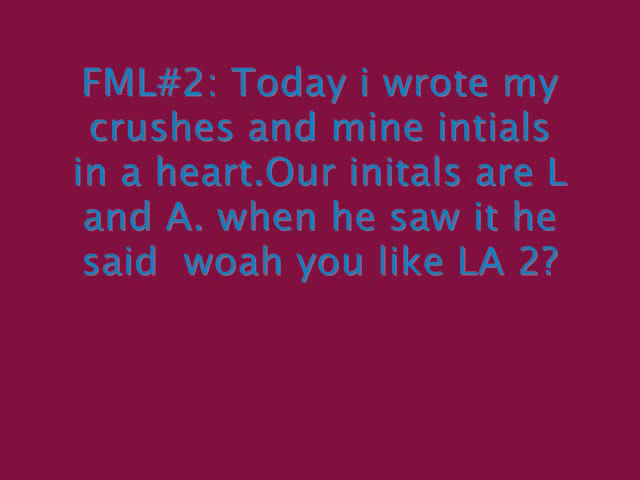 FML#2: Today i wrote my
crushes and mine intials
in a heart.Our initals are L
and A. when he saw it he
said  woah you like LA 2?